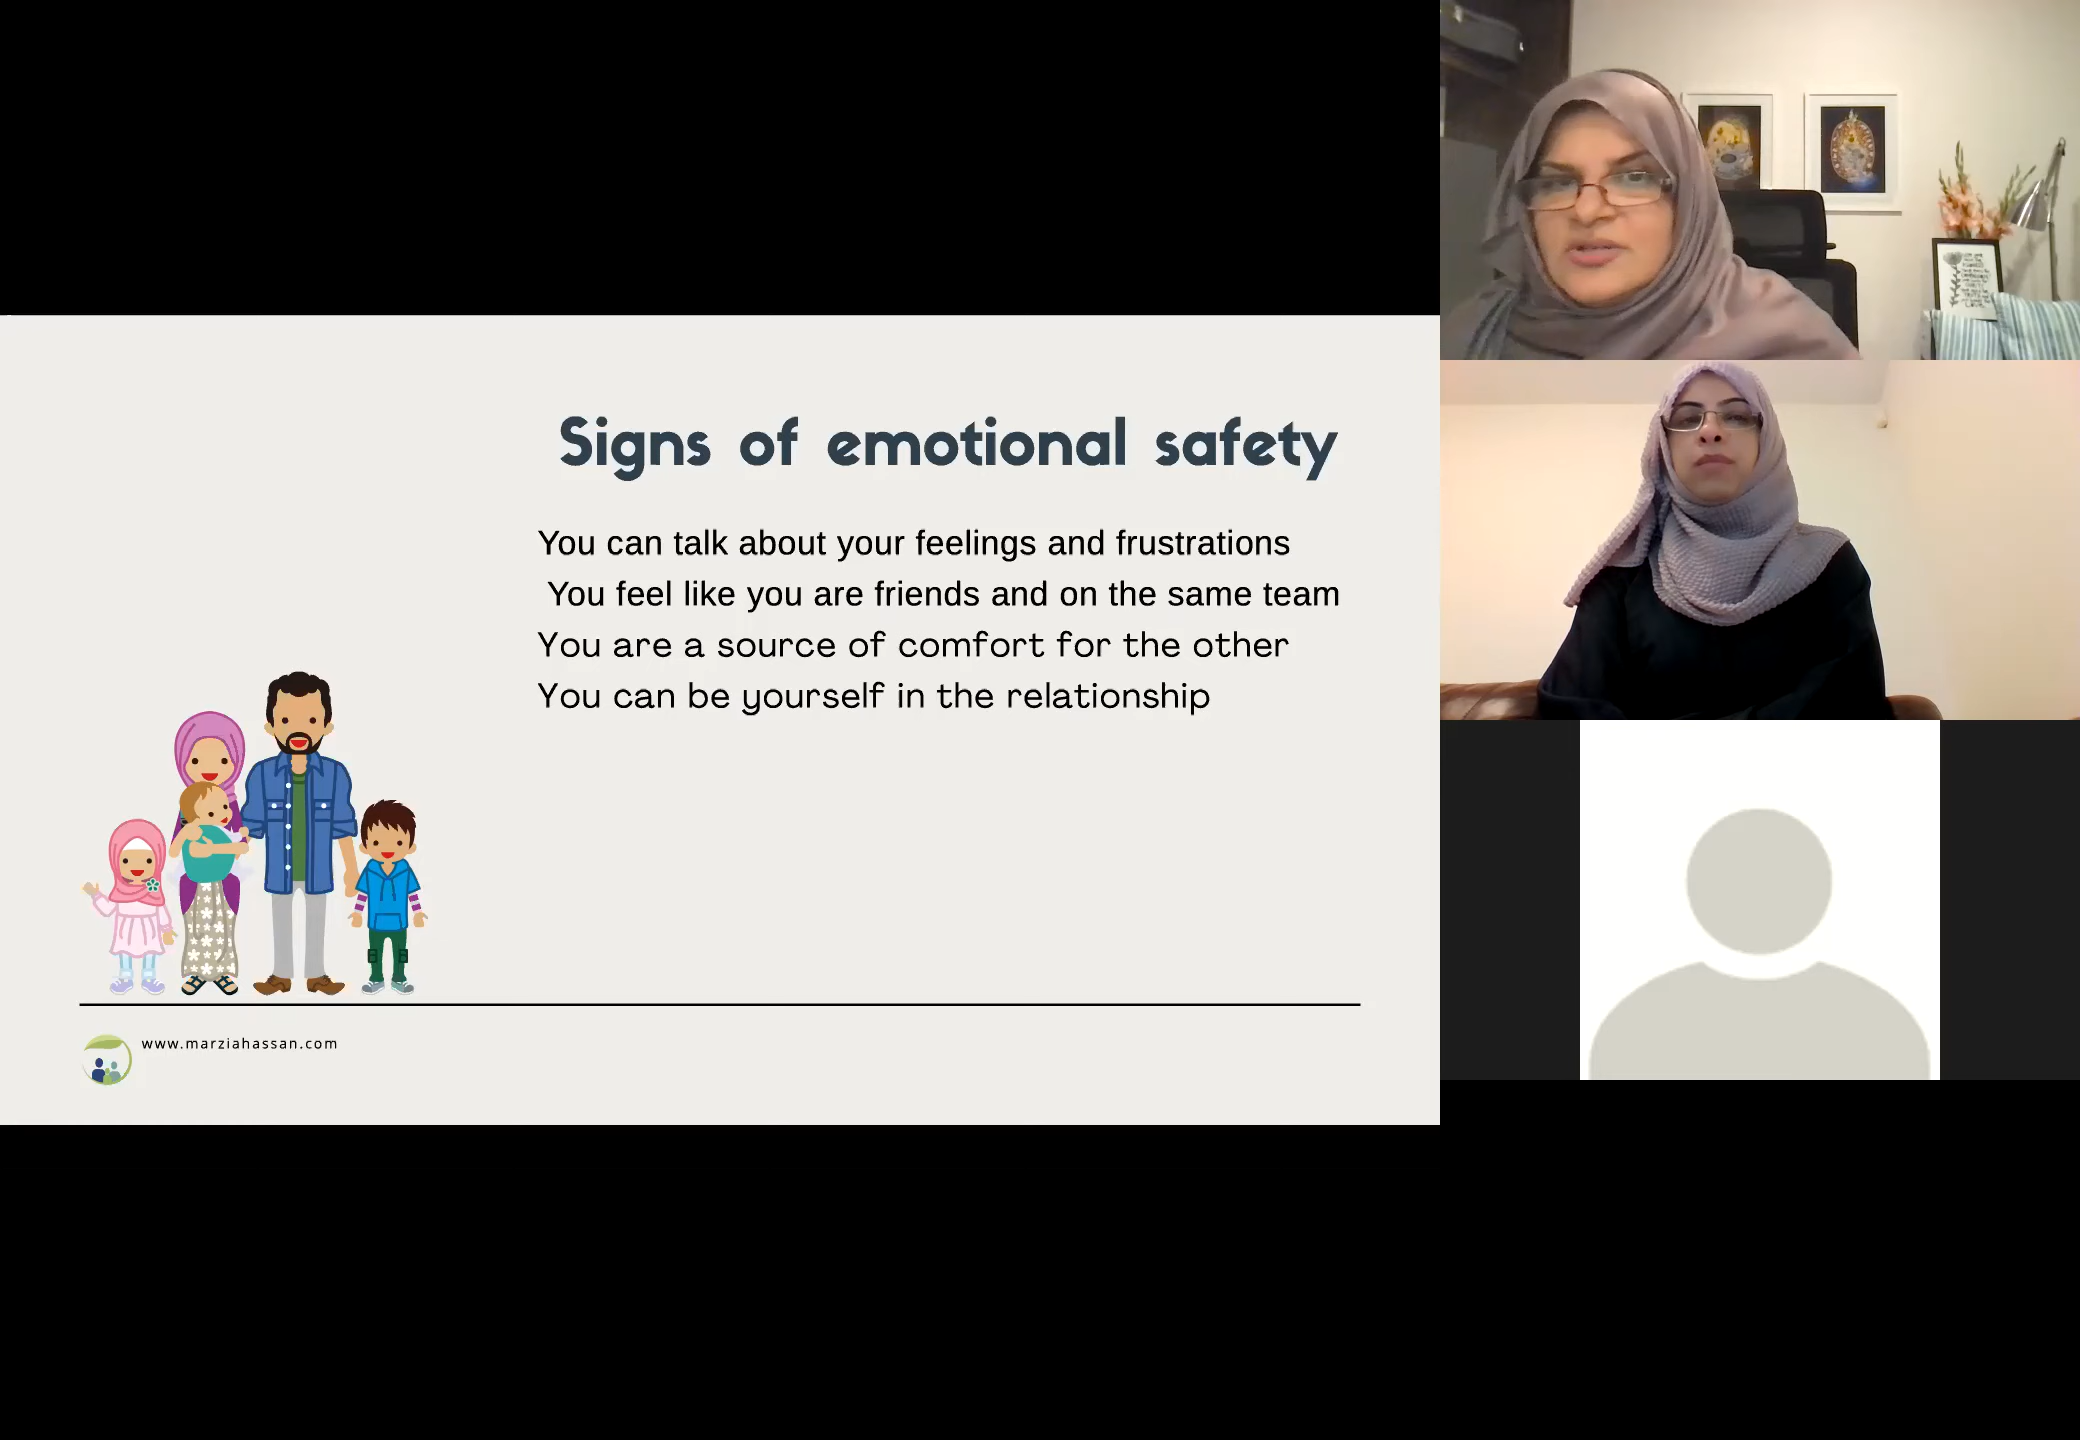 Signs of emotional safety
You can talk about your feelings and frustrations
You feel like you are friends and on the same team
You are a source of comfort for the other
You can be yourself in the relationship
www.marziahassan.com